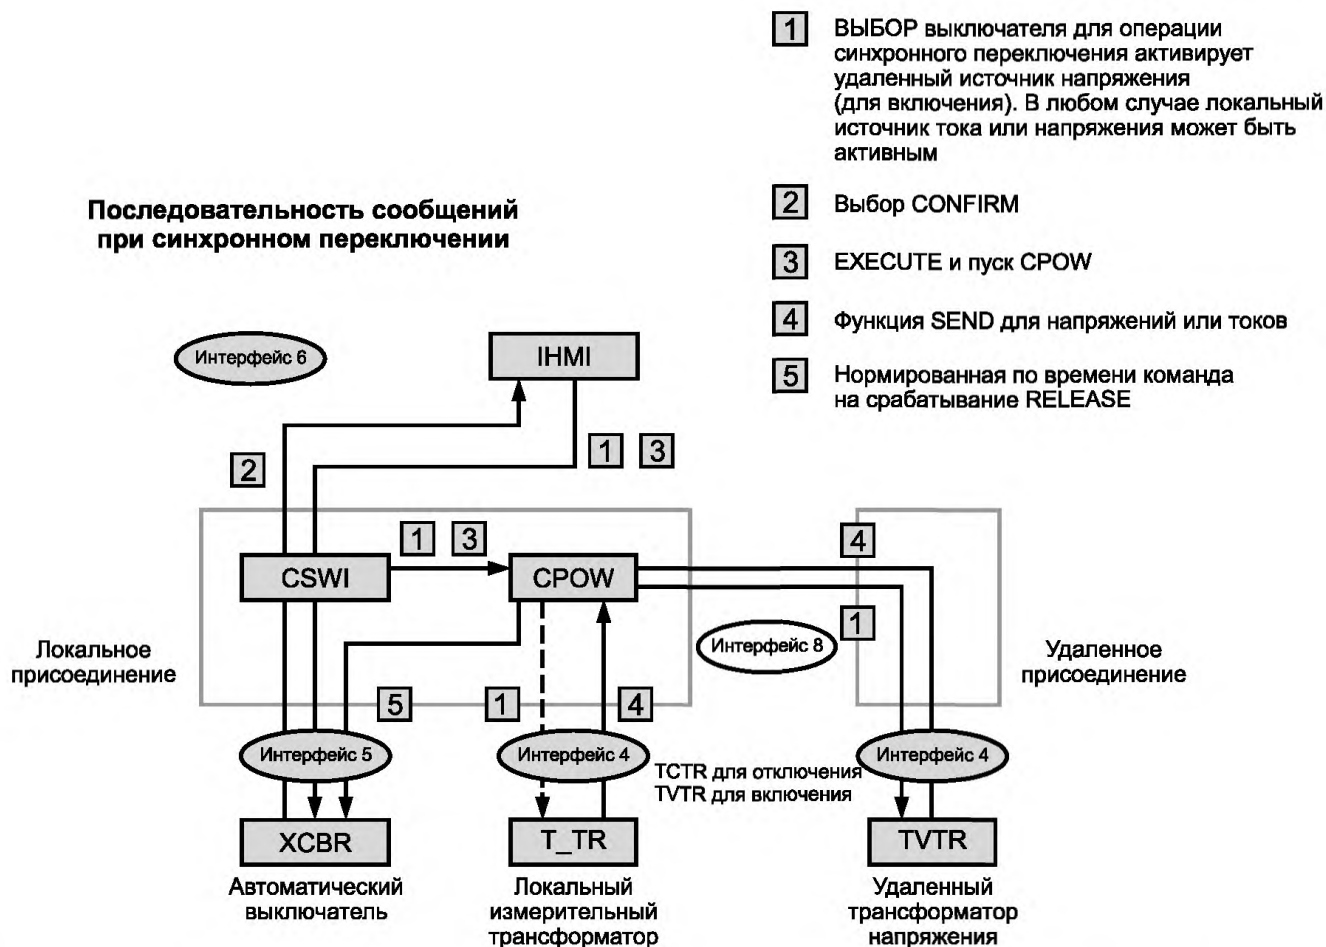 1 ВЫБОР выключателя для операции
синхронного переключения активирует
удаленный источник напряжения
(для включения). В любом случае локальный
источник тока или напряжения может быть
активным
Последовательность сообщений
при синхронном переключении
2 Выбор CONFIRM
3 EXECUTE и пуск CPOW
4 Функция SEND для напряжений или токов
5 Нормированная по времени команда
на срабатывание RELEASE
Интерфейс 6
IHMI
1 3
2
1 3
4
CSWI
CPOW
1
Интерфейс 8
Локальное
присоединение
Удаленное
присоединение
5
1
4
Интерфейс 5
Интерфейс 4
TCTR для отключения
TVTR для включения
Интерфейс 4
XCBR
T_TR
TVTR
Автоматический
выключатель
Локальный
измерительный
трансформатор
Удаленный
трансформатор
напряжения